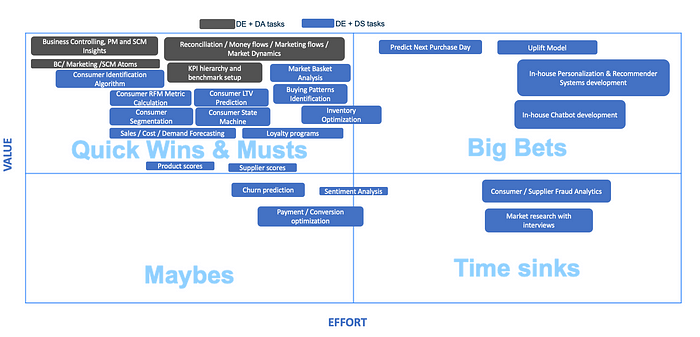 DE + DA tasks
DE + DS tasks
Business Controlling, PM and SCM
Insights
Reconciliation / Money flows / Marketing flows /
Market Dynamics
Predict Next Purchase Day
Uplift Model
BC/ Marketing /SCM Atoms
KPI hierarchy and
benchmark setup
Market Basket
Analysis
Consumer Identification
Algorithm
In-house Personalization & Recommender
Systems development
Consumer RFM Metric
Calculation
Consumer LTV
Prediction
Buying Patterns
Identification
Consumer
Segmentation
Consumer State
Machine
Inventory
Optimization
In-house Chatbot development
Sales / Cost / Demand Forecasting
Loyalty programs
Quick Wins & Musts
Big Bets
VALUE
Product scores
Supplier scores
Churn prediction
Sentiment Analysis
Consumer / Supplier Fraud Analytics
Payment / Conversion
optimization
Market research with
interviews
Maybes
Time sinks
EFFORT